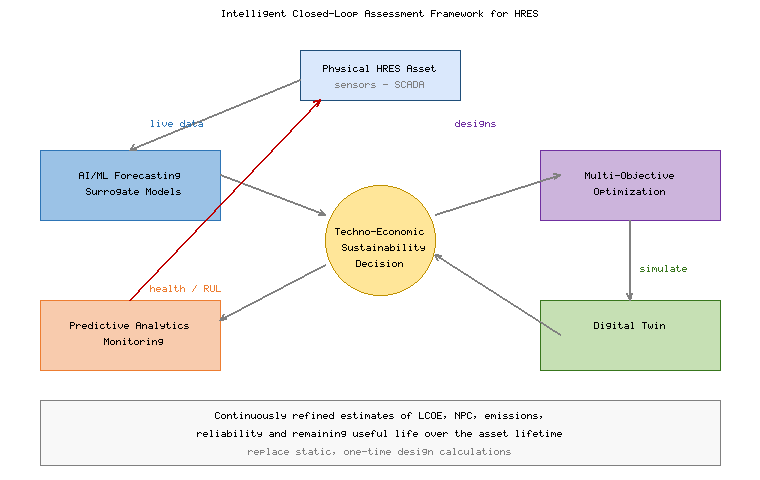 Intelligent Closed-Loop Assessment Framework for HRES
Physical HRES Asset
sensors - SCADA
live data
designs
AI/ML Forecasting
Surrogate Models
Multi-Objective
Optimization
Techno-Economic
Sustainability
Decision
simulate
health / RUL
Predictive Analytics
Monitoring
Digital Twin
Continuously refined estimates of LCOE, NPC, emissions,
reliability and remaining useful life over the asset lifetime
replace static, one-time design calculations